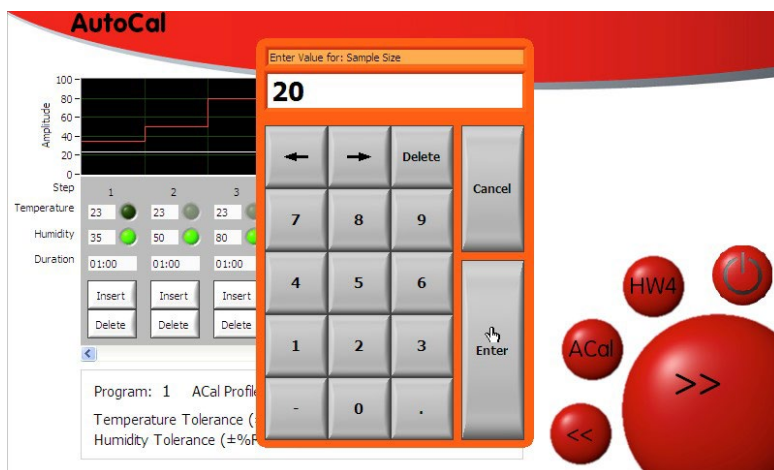 AutoCal
Enter Value for: Sample Size
20
Amplitude
100
80
60
40
20
0
Step 1 2 3
Temperature 23 23 23
Humidity 35 50 80
Duration 01:00 01:00 01:00
Insert Insert Insert
Delete Delete Delete
Delete
Cancel
7 8 9
4 5 6
1 2 3
Enter
- 0 .
HW4
ACal
>>
<<
Program: 1 ACal Profile
Temperature Tolerance (
Humidity Tolerance (±%